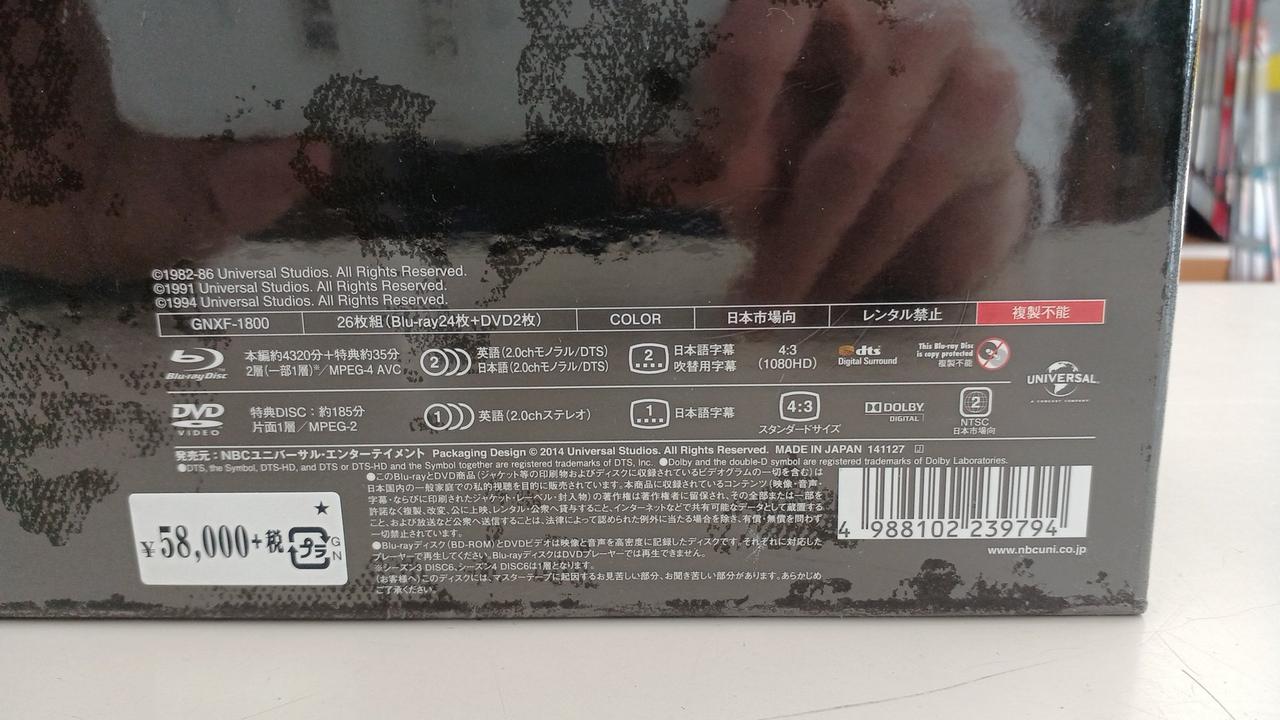 ©1982-86 Universal Studios. All Rights Reserved.
©1991 Universal Studios. All Rights Reserved.
©1994 Universal Studios. All Rights Reserved.
GNXF-1800 26枚組(Blu-ray24枚+DVD2枚) COLOR 日本市場向 レンタル禁止 複製不能
Blu-ray Disc
本編約4320分+特典約35分
2層(一部1層)※/MPEG-4 AVC
2
英語(2.0chモノラル/DTS)
日本語(2.0chモノラル/DTS)
2
日本語字幕
吹替用字幕
4:3
(1080HD)
dts
Digital Surround
This Blu-ray Disc
is copy protected
複製不能
UNIVERSAL
A COMCAST COMPANY
DVD
VIDEO
特典DISC:約185分
片面1層/MPEG-2
1
英語(2.0chステレオ)
1
日本語字幕
4:3
スタンダードサイズ
DOLBY
DIGITAL
2
NTSC
日本市場向
発売元:NBCユニバーサル・エンターテイメント Packaging Design © 2014 Universal Studios. All Rights Reserved. MADE IN JAPAN 141127 J
●DTS, the Symbol, DTS-HD, and DTS or DTS-HD and the Symbol together are registered trademarks of DTS, Inc. ●Dolby and the double-D symbol are registered trademarks of Dolby Laboratories.
●このBlu-rayとDVD商品(ジャケット等の印刷物およびディスクに収録されているビデオグラムの一切を含む)は
日本国内の一般家庭での私的視聴を目的に販売されています。本商品に収録されているコンテンツ(映像・音声・
字幕・ならびに印刷されたジャケット・レーベル・封入物)の著作権は著作権者に留保され、その全部または一部を
許諾なく複製、改変、公に上映、レンタル・公衆へ貸与すること、インターネットなどで共有可能なデータとして蔵置する
こと、および放送など公衆へ送信することは、法律によって認められた例外に当たる場合を除き、有償・無償を問わず
一切禁止されています。
●Blu-rayディスク(BD-ROM)とDVDビデオは映像と音声を高密度に記録したディスクです。それぞれに対応した
プレーヤーで再生してください。Blu-rayディスクはDVDプレーヤーでは再生できません。
※シーズン3 DISC6、シーズン4 DISC6は1層となります。
(お客様へ)このディスクには、マスターテープに起因するお見苦しい部分、お聞き苦しい部分があります。あらかじめ
ご了承ください。
4 988102 239794
www.nbcuni.co.jp
★
¥58,000+税
プラ
G
N